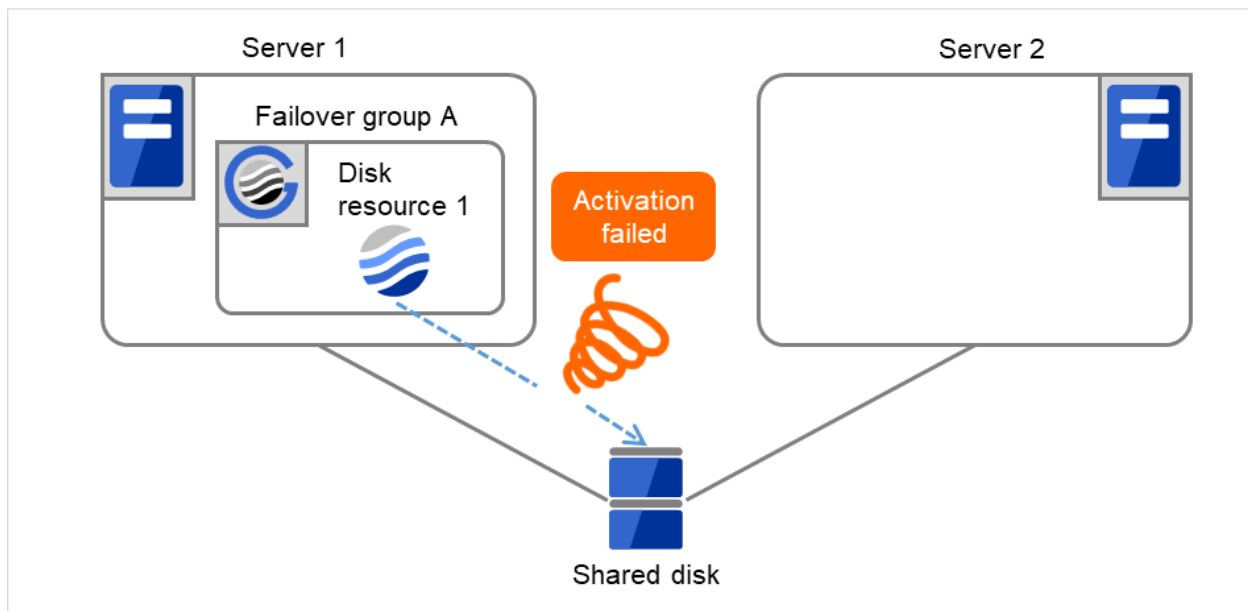 Server 1
Server 2
Failover group A
Disk
resource 1
Activation
failed
Shared disk